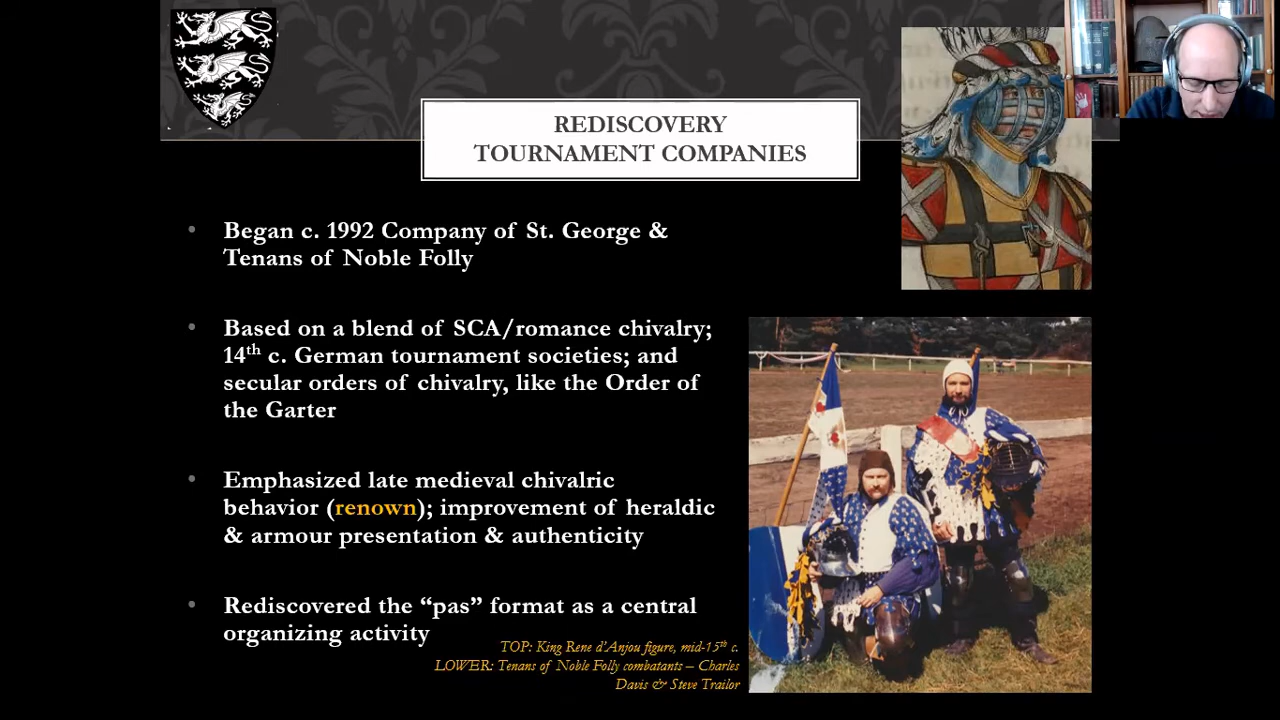 REDISCOVERY
TOURNAMENT COMPANIES
• Began c. 1992 Company of St. George &
Tenans of Noble Folly
• Based on a blend of SCA/romance chivalry;
14th c. German tournament societies; and
secular orders of chivalry, like the Order of
the Garter
• Emphasized late medieval chivalric
behavior (renown); improvement of heraldic
& armour presentation & authenticity
• Rediscovered the “pas” format as a central
organizing activity
TOP: King Rene d’Anjou figure, mid-15th c.
LOWER: Tenans of Noble Folly combatants – Charles
Davis & Steve Trailor